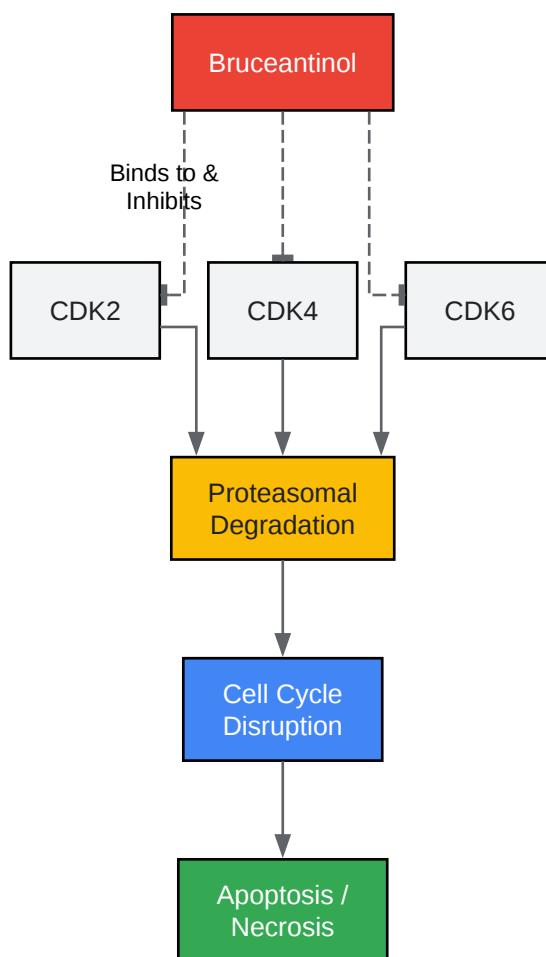 Bruceantinol
Binds to &
Inhibits
CDK2
CDK4
CDK6
Proteasomal
Degradation
Cell Cycle
Disruption
Apoptosis /
Necrosis